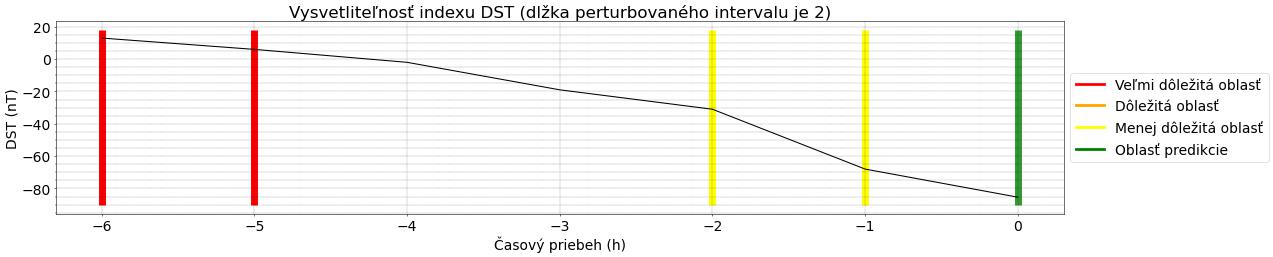 Vysvetliteľnosť indexu DST (dlžka perturbovaného intervalu je 2)
20
0
−20
−40
−60
−80
DST (nT)
−6 −5 −4 −3 −2 −1 0
Časový priebeh (h)
Veľmi dôležitá oblasť
Dôležitá oblasť
Menej dôležitá oblasť
Oblasť predikcie